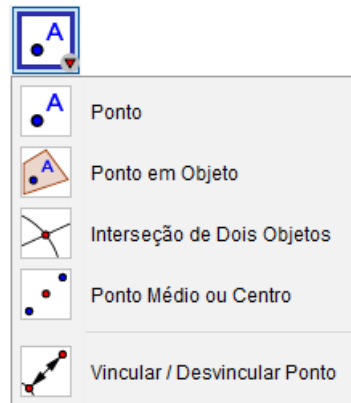 A
A
Ponto
A
Ponto em Objeto
Interseção de Dois Objetos
Ponto Médio ou Centro
Vincular / Desvincular Ponto